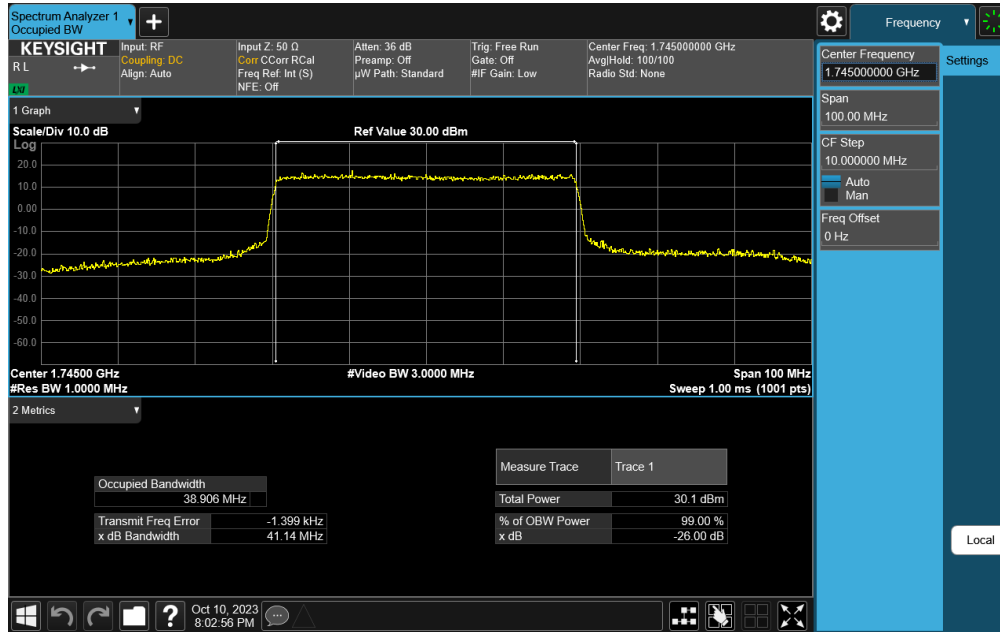 Spectrum Analyzer 1
Occupied BW
Frequency
KEYSIGHT
R L
LXI
Input: RF
Coupling: DC
Align: Auto
Input Z: 50 Ω
Corr CCorr RCal
Freq Ref: Int (S)
NFE: Off
Atten: 36 dB
Preamp: Off
µW Path: Standard
Trig: Free Run
Gate: Off
#IF Gain: Low
Center Freq: 1.745000000 GHz
Avg|Hold: 100/100
Radio Std: None
Center Frequency
1.745000000 GHz
Settings
Span
100.00 MHz
CF Step
10.000000 MHz
Auto
Man
Freq Offset
0 Hz
Local
1 Graph
Scale/Div 10.0 dB
Ref Value 30.00 dBm
Log
20.0
10.0
0.00
-10.0
-20.0
-30.0
-40.0
-50.0
-60.0
Center 1.74500 GHz
#Video BW 3.0000 MHz
Span 100 MHz
#Res BW 1.0000 MHz
Sweep 1.00 ms (1001 pts)
2 Metrics
Measure Trace Trace 1
Occupied Bandwidth
38.906 MHz
Total Power 30.1 dBm
Transmit Freq Error -1.399 kHz
% of OBW Power 99.00 %
x dB Bandwidth 41.14 MHz
x dB -26.00 dB
Oct 10, 2023
8:02:56 PM